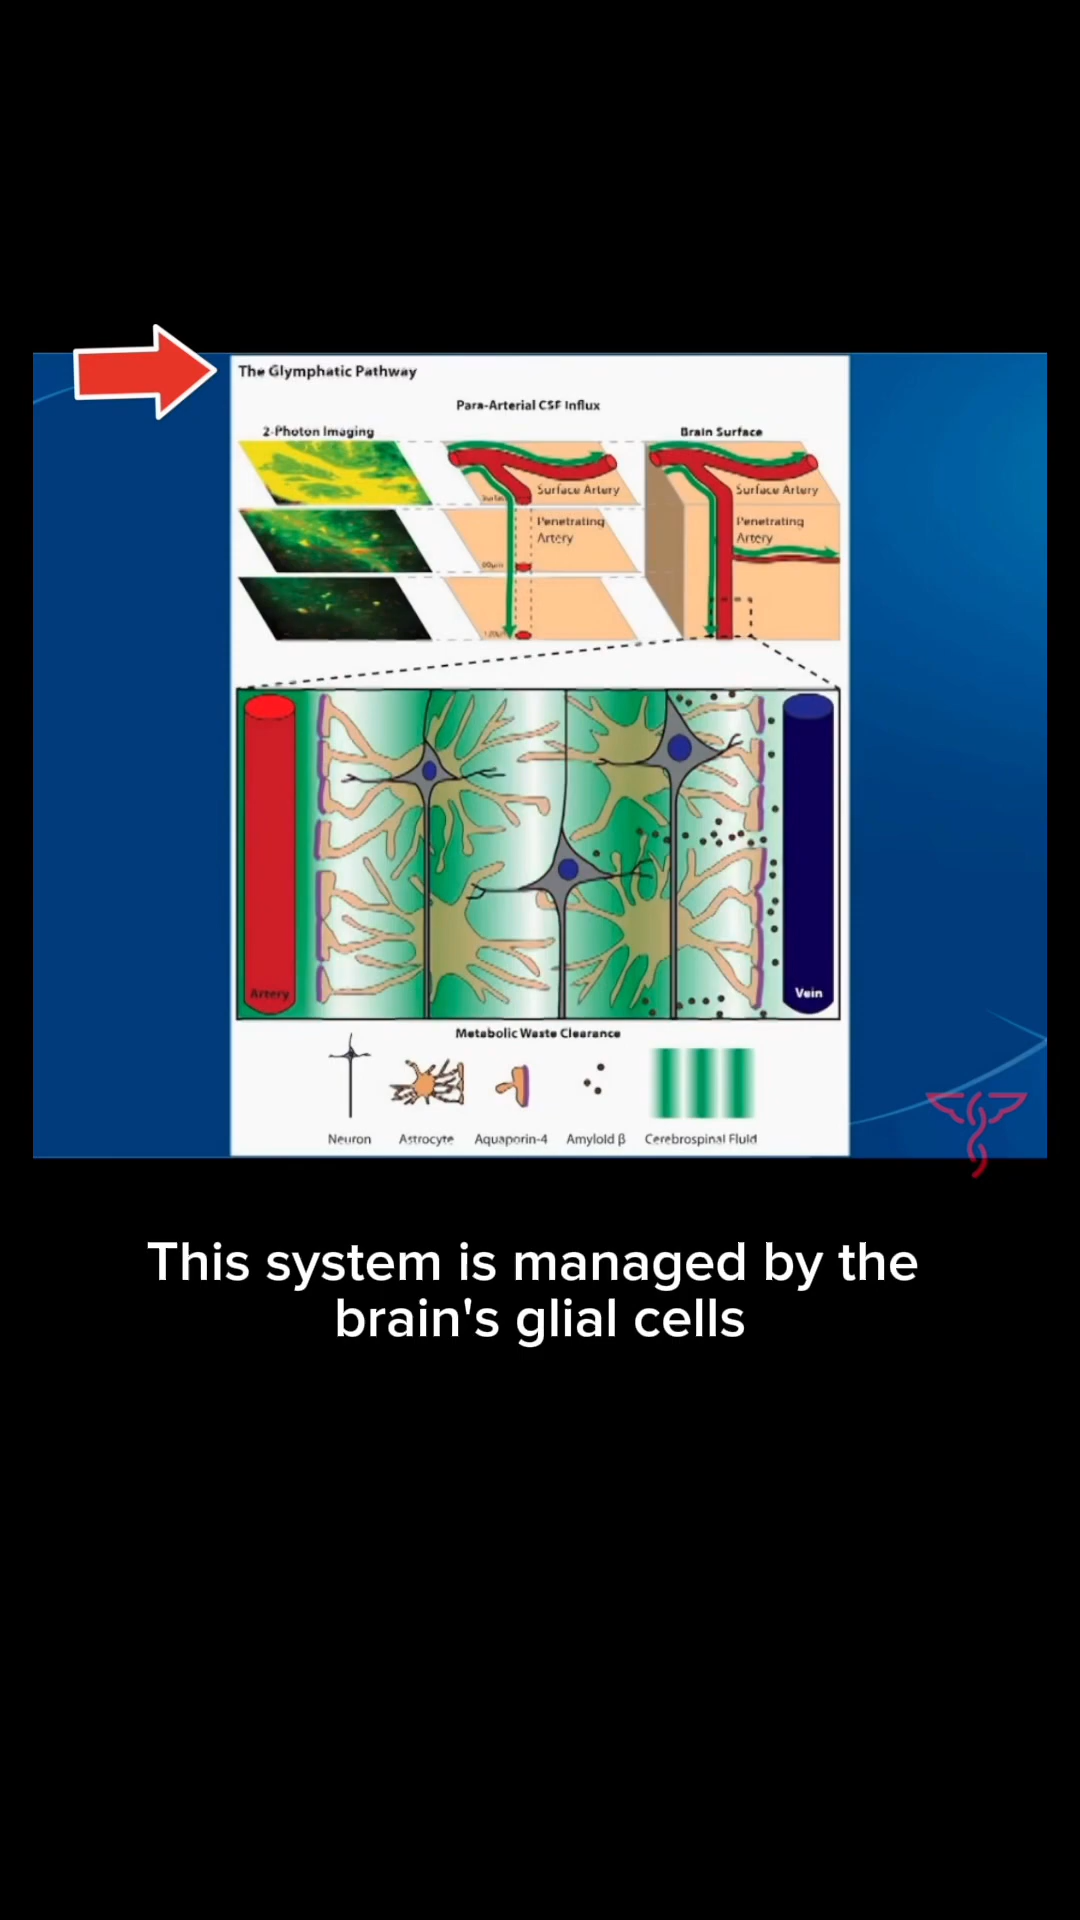 The Glymphatic Pathway
Para-Arterial CSF Influx
2-Photon Imaging
Brain Surface
Surface Artery
Surface Artery
Penetrating
Artery
Penetrating
Artery
Artery
Vein
Metabolic Waste Clearance
Neuron
Astrocyte
Aquaporin-4
Amyloid β
Cerebrospinal Fluid
This system is managed by the
brain's glial cells